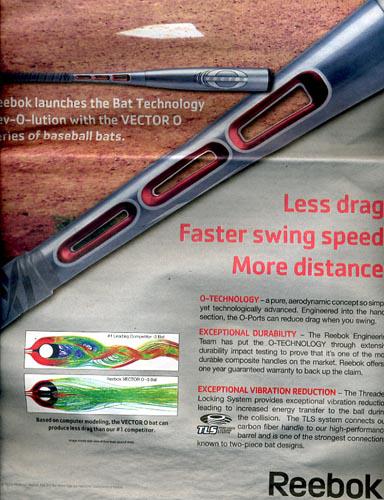 eebok launches the Bat Technology
ev-O-lution with the VECTOR O
eries of baseball bats.
Less drag
Faster swing speed
More distance
O-TECHNOLOGY – a pure, aerodynamic concept so simp
yet technologically advanced. Engineered into the hand
section, the O-Ports can reduce drag when you swing.
EXCEPTIONAL DURABILITY – The Reebok Engineerin
Team has put the O-TECHNOLOGY through extensi
durability impact testing to prove that it's one of the mo
durable composite handles on the market. Reebok offers
one year guaranteed warranty to back up the claim.
#1 Leading Competitor -3 Bat
Reebok VECTOR O -3 Bat
Based on computer modeling, the VECTOR O bat can
produce less drag than our #1 competitor.
EXCEPTIONAL VIBRATION REDUCTION – The Threade
Locking System provides exceptional vibration reductio
leading to increased energy to the ball durin
the collision. The TLS system connects ou
carbon fiber handle to our high-performanc
barrel and is one of the strongest connection
known to two-piece bat designs.
TLS
Reebok